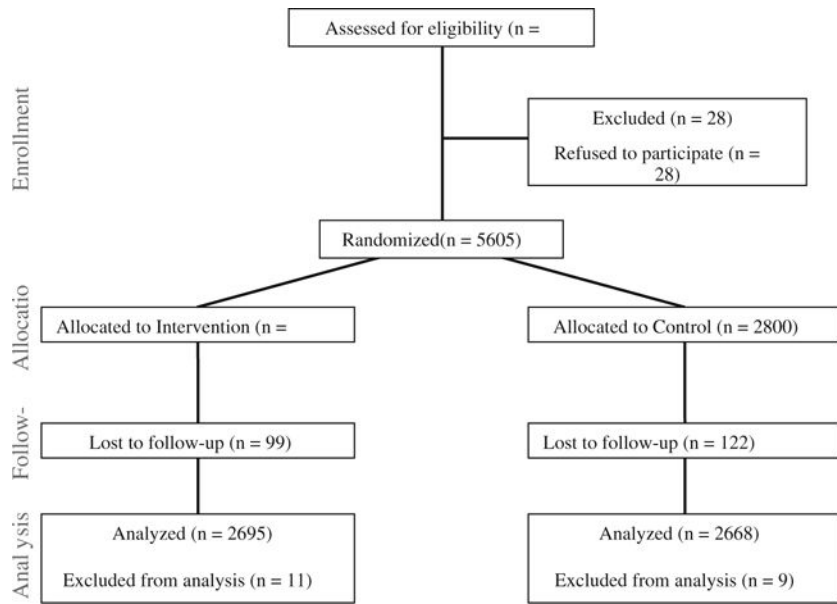 Assessed for eligibility (n =
Enrollment
Excluded (n = 28)
Refused to participate (n =
28)
Randomized(n = 5605)
Allocatio
Allocated to Intervention (n =
Allocated to Control (n = 2800)
Follow-
Lost to follow-up (n = 99)
Lost to follow-up (n = 122)
Anal ysis
Analyzed (n = 2695)
Excluded from analysis (n = 11)
Analyzed (n = 2668)
Excluded from analysis (n = 9)